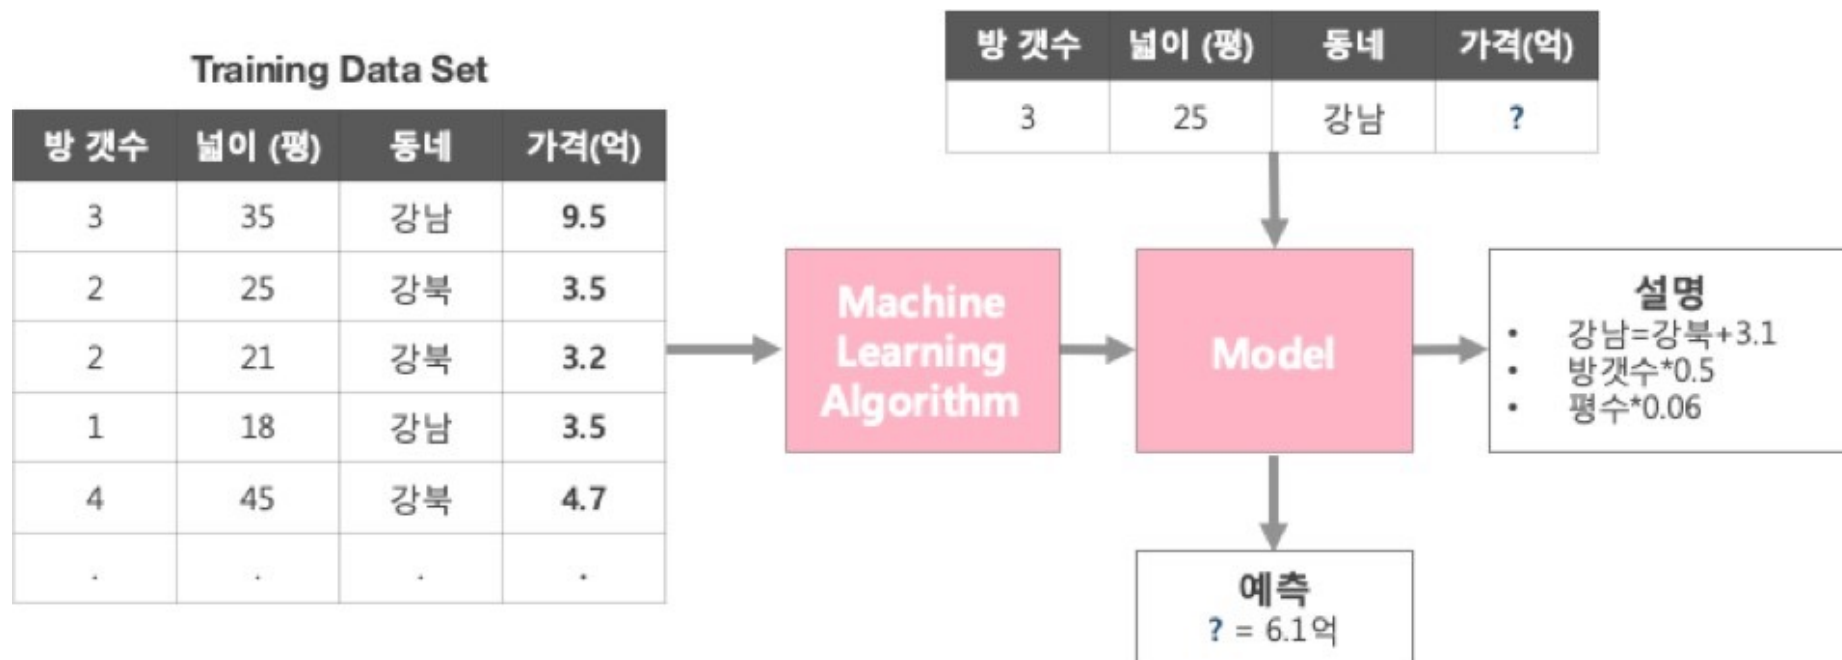 Training Data Set
방 갯수 넓이 (평) 동네 가격(억)
3 35 강남 9.5
2 25 강북 3.5
2 21 강북 3.2
1 18 강남 3.5
4 45 강북 4.7
. . . .
방 갯수 넓이 (평) 동네 가격(억)
3 25 강남 ?
Machine
Learning
Algorithm
Model
설명
• 강남=강북+3.1
• 방갯수*0.5
• 평수*0.06
예측
? = 6.1억